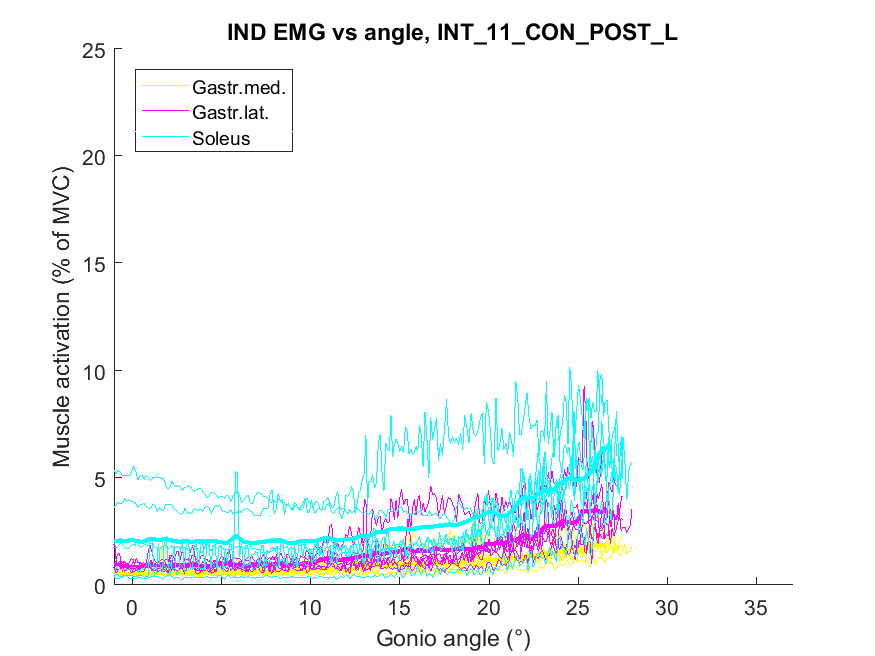 IND EMG vs angle, INT_11_CON_POST_L
25
20
15
10
5
0
Muscle activation (% of MVC)
Gastr.med.
Gastr.lat.
Soleus
0 5 10 15 20 25 30 35
Gonio angle (°)